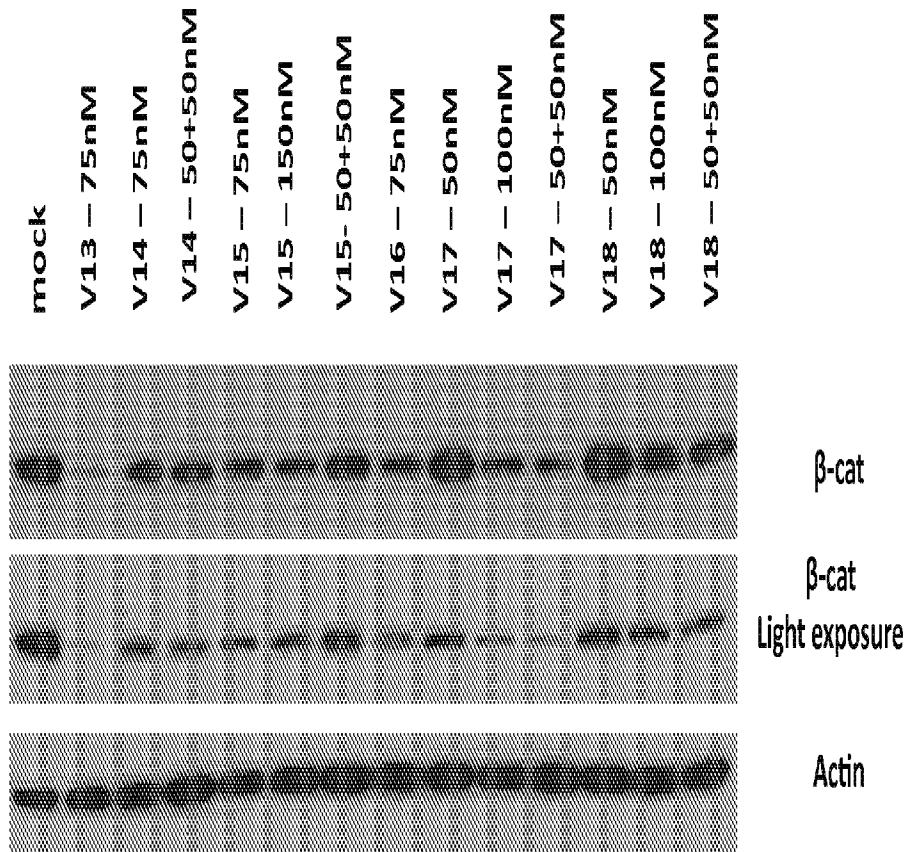 mock
V13 – 75nM
V14 – 75nM
V14 – 50+50nM
V15 – 75nM
V15 – 150nM
V15- 50+50nM
V16 – 75nM
V17 – 50nM
V17 – 100nM
V17 – 50+50nM
V18 – 50nM
V18 – 100nM
V18 – 50+50nM
β-cat
β-cat
Light exposure
Actin